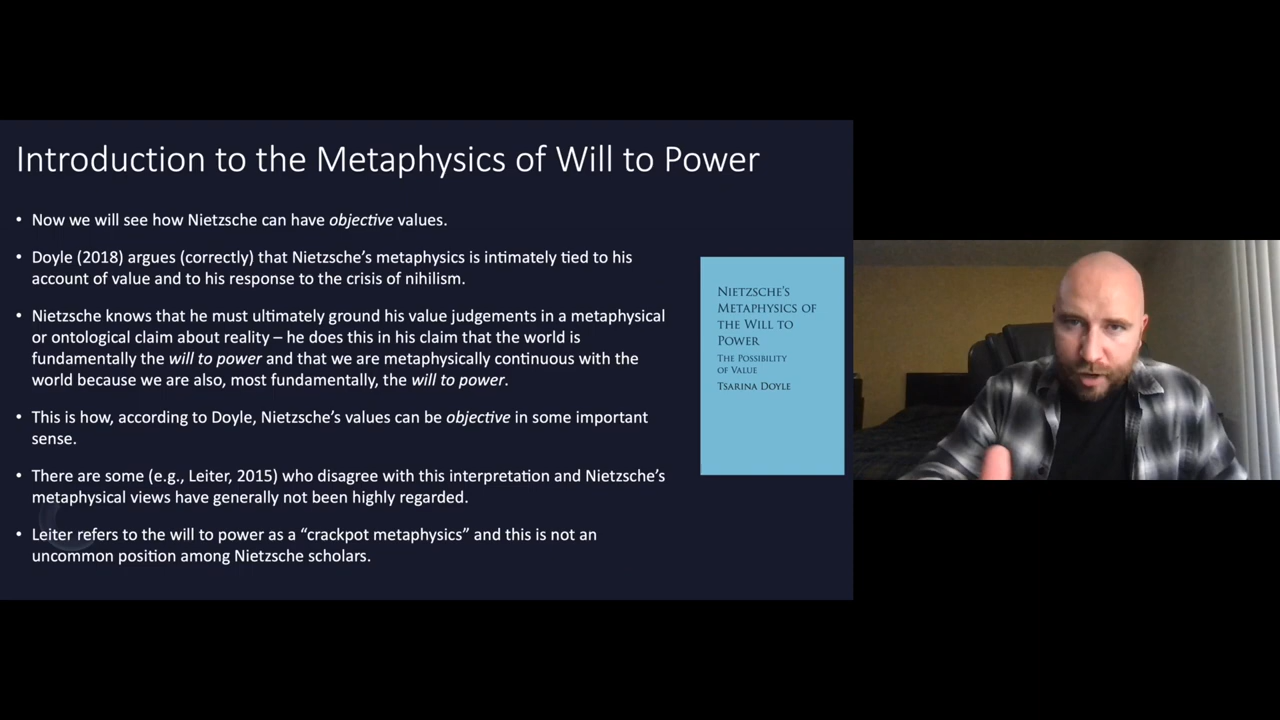 Introduction to the Metaphysics of Will to Power
• Now we will see how Nietzsche can have objective values.
• Doyle (2018) argues (correctly) that Nietzsche's metaphysics is intimately tied to his
account of value and to his response to the crisis of nihilism.
• Nietzsche knows that he must ultimately ground his value judgements in a metaphysical
or ontological claim about reality – he does this in his claim that the world is
fundamentally the will to power and that we are metaphysically continuous with the
world because we are also, most fundamentally, the will to power.
• This is how, according to Doyle, Nietzsche's values can be objective in some important
sense.
• There are some (e.g., Leiter, 2015) who disagree with this interpretation and Nietzsche's
metaphysical views have generally not been highly regarded.
• Leiter refers to the will to power as a “crackpot metaphysics” and this is not an
uncommon position among Nietzsche scholars.
NIETZSCHE'S
METAPHYSICS OF
THE WILL TO
POWER
THE POSSIBILITY
OF VALUE
TSARINA DOYLE